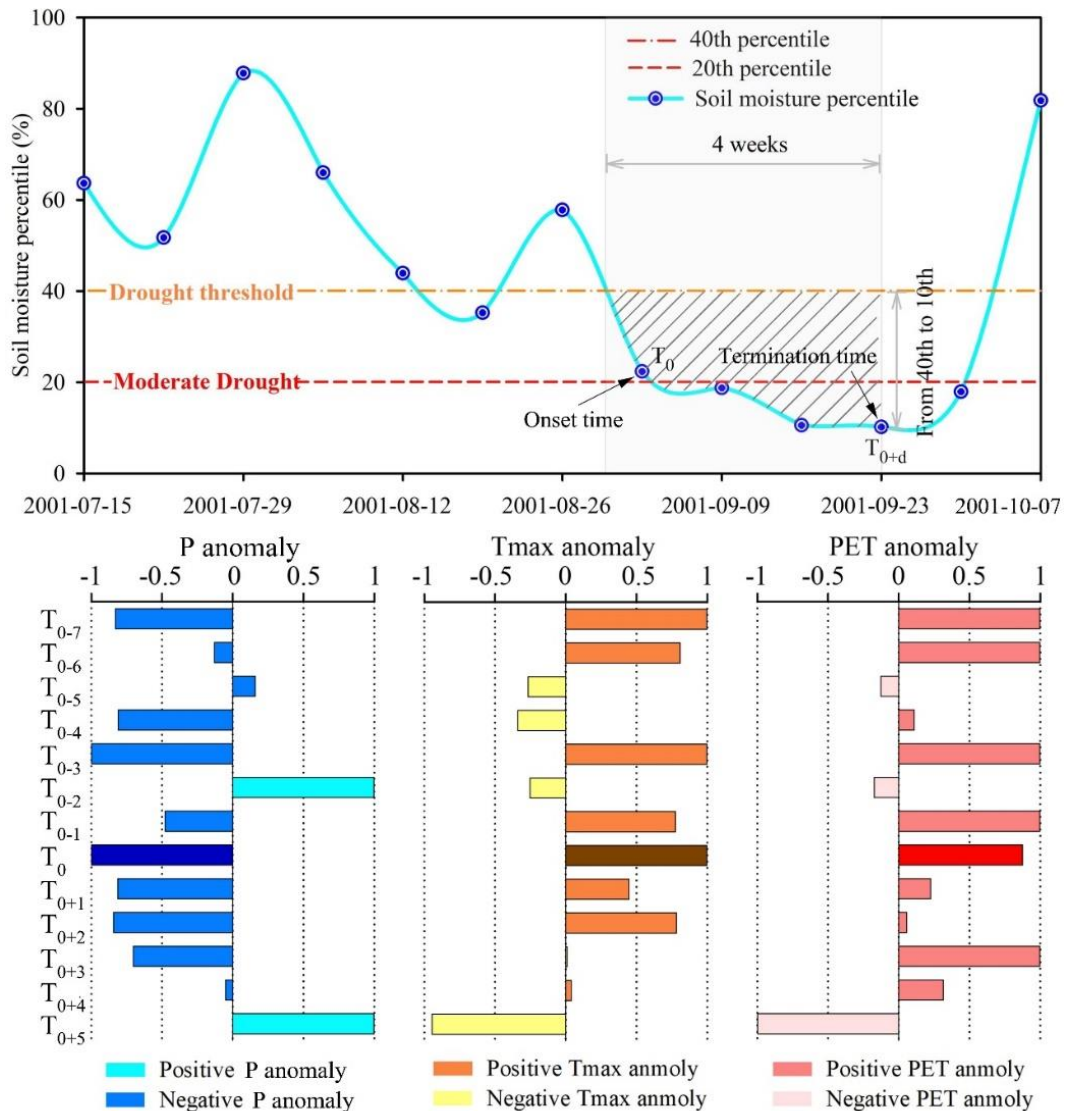 100
80
60
40
20
0
Soil moisture percentile (%)
40th percentile
20th percentile
Soil moisture percentile
4 weeks
Drought threshold
Moderate Drought
T0
Onset time
Termination time
T0+d
From 40th to 10th
2001-07-15 2001-07-29 2001-08-12 2001-08-26 2001-09-09 2001-09-23 2001-10-07
P anomaly Tmax anomaly PET anomaly
-1 -0.5 0 0.5 1 -1 -0.5 0 0.5 1 -1 -0.5 0 0.5 1
T0-7
T0-6
T0-5
T0-4
T0-3
T0-2
T0-1
T0
T0+1
T0+2
T0+3
T0+4
T0+5
Positive P anomaly Positive Tmax anmoly Positive PET anmoly
Negative P anomaly Negative Tmax anmoly Negative PET anmoly